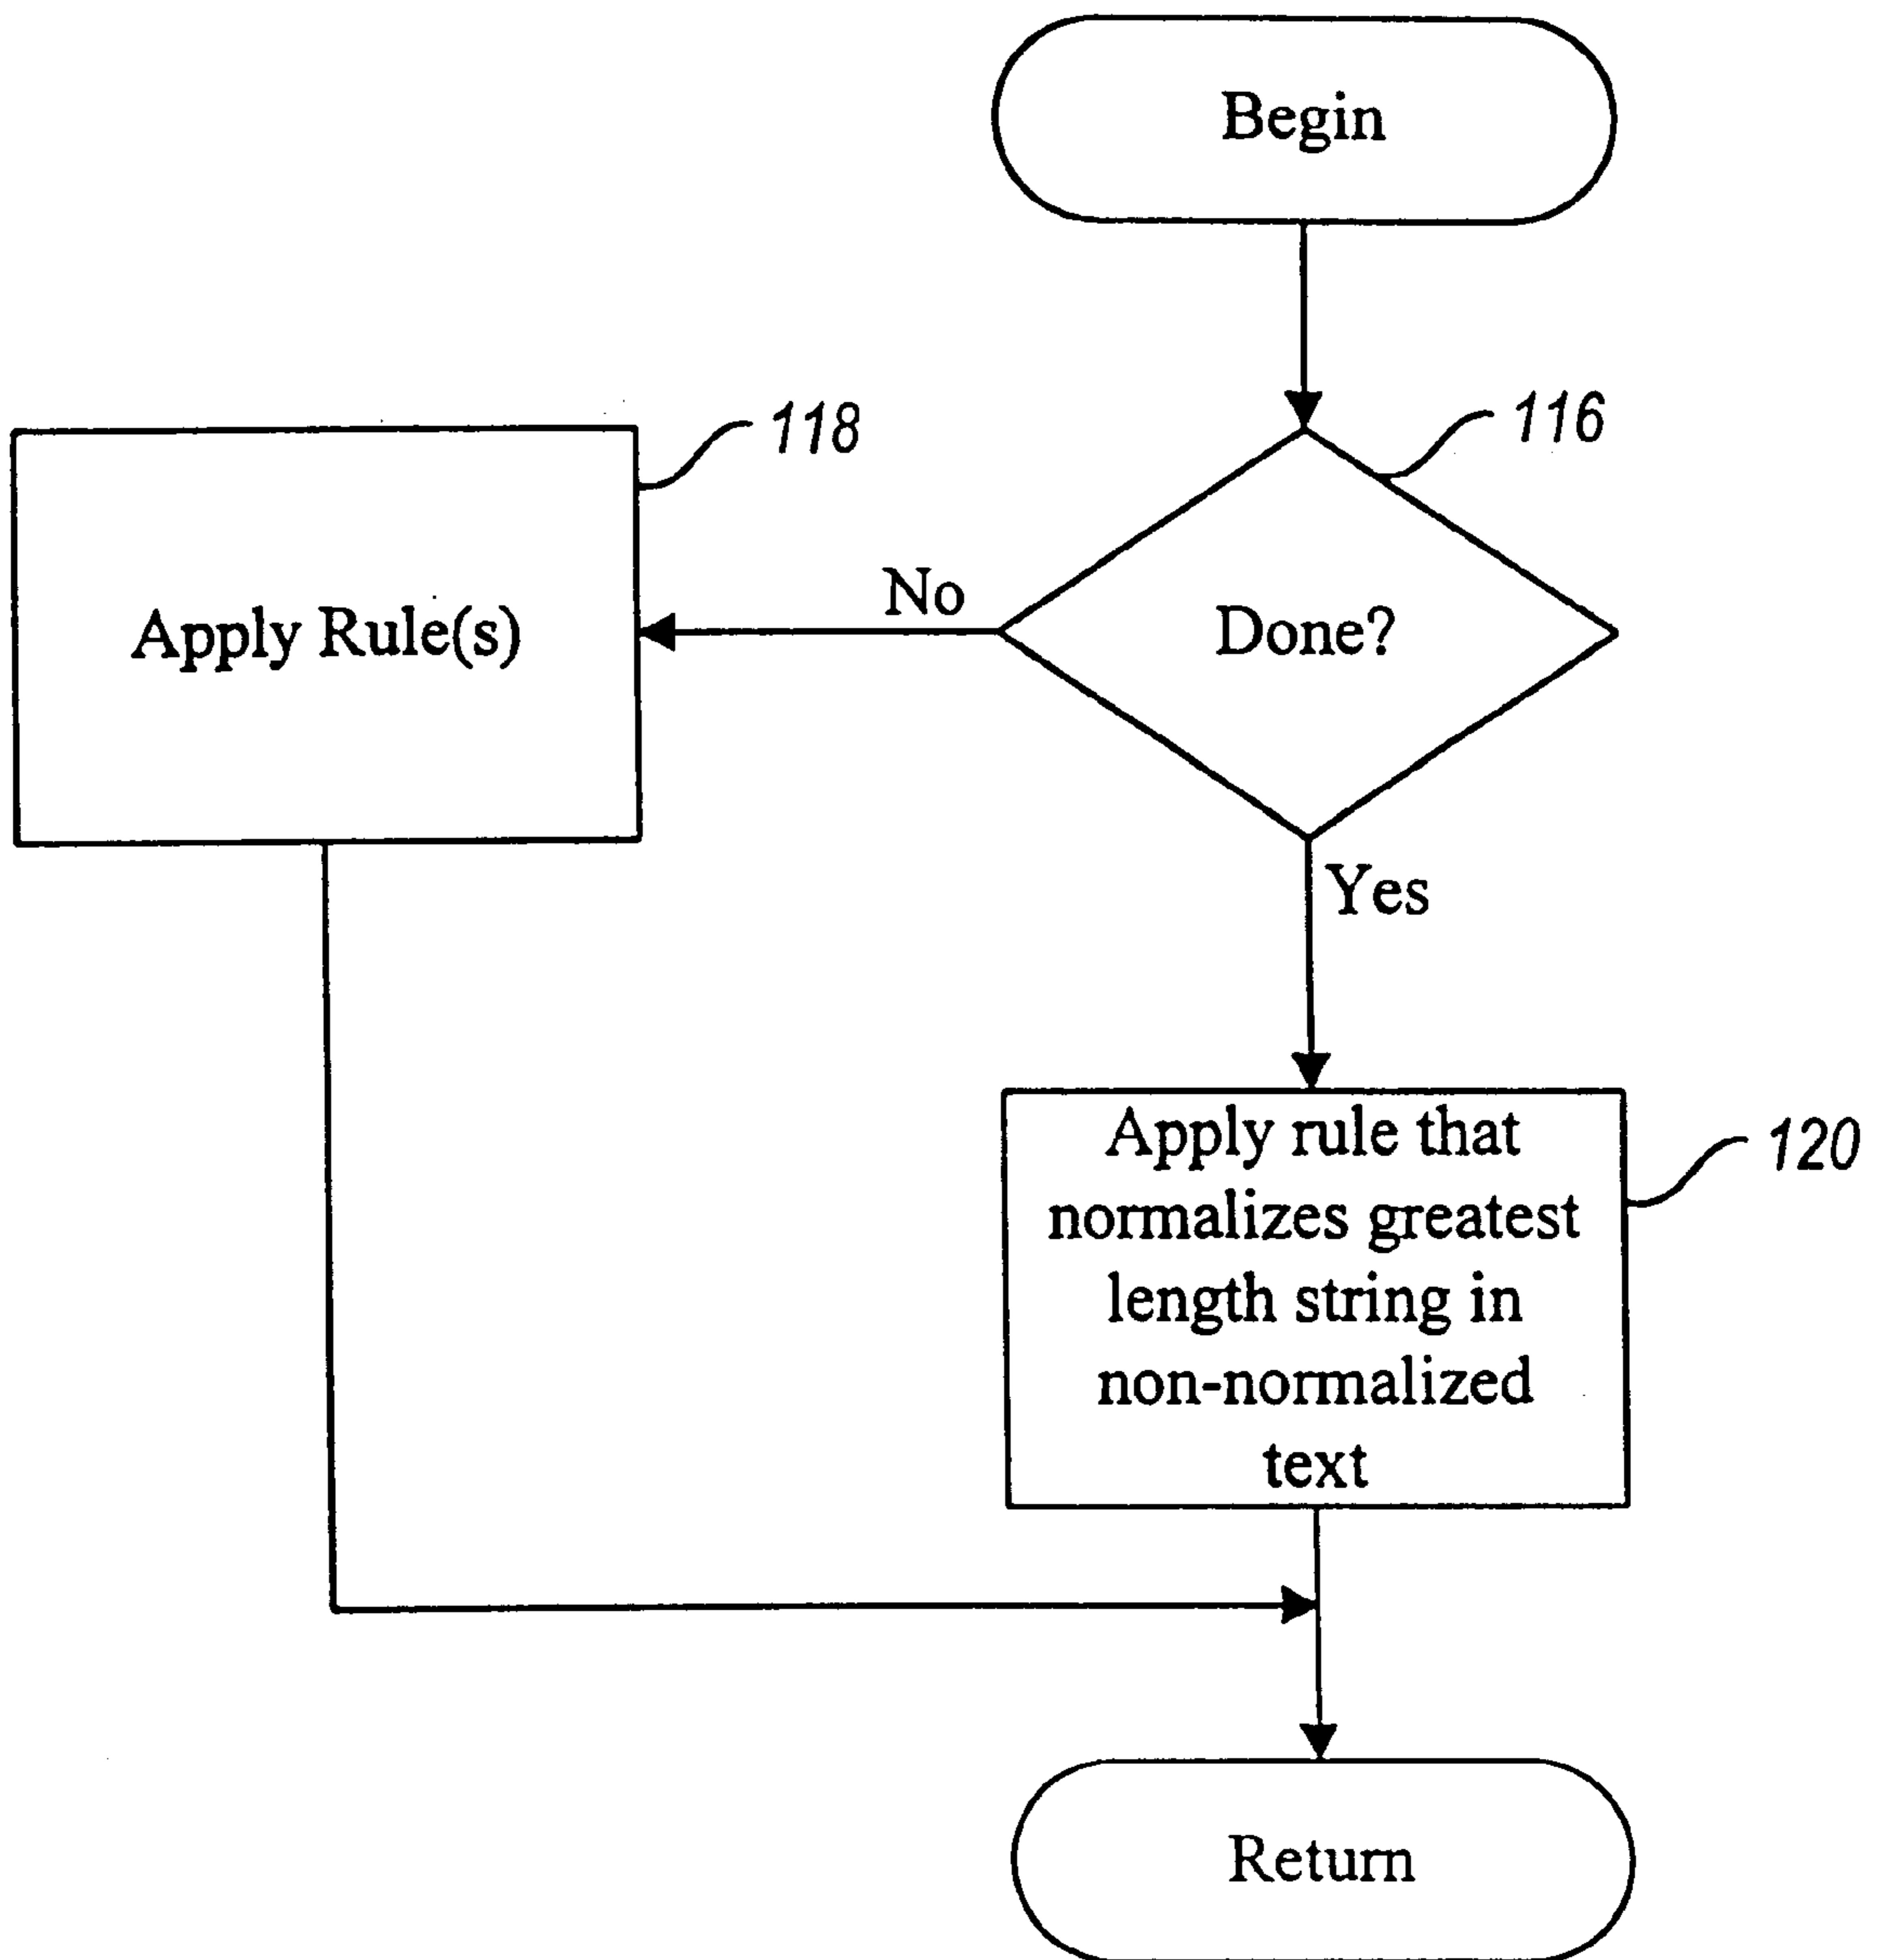 Begin
118
116
No
Done?
Apply Rule(s)
Yes
Apply rule that
normalizes greatest
length string in
non-normalized
text
120
Return